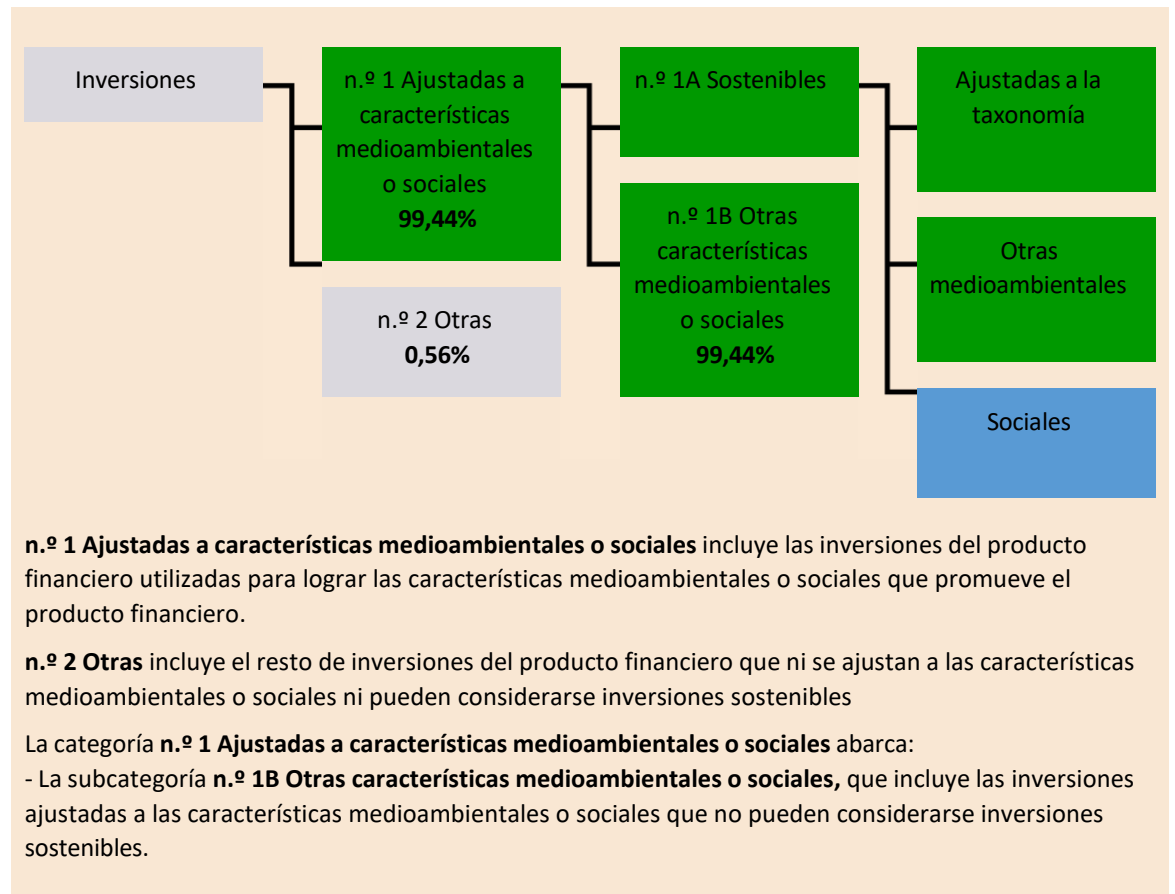 Inversiones
n.º 1 Ajustadas a
características
medioambientales
o sociales
99,44%
n.º 2 Otras
0,56%
n.º 1A Sostenibles
n.º 1B Otras
características
medioambientales
o sociales
99,44%
Ajustadas a la
taxonomía
Otras
medioambientales
Sociales
n.º 1 Ajustadas a características medioambientales o sociales incluye las inversiones del producto
financiero utilizadas para lograr las características medioambientales o sociales que promueve el
producto financiero.
n.º 2 Otras incluye el resto de inversiones del producto financiero que ni se ajustan a las características
medioambientales o sociales ni pueden considerarse inversiones sostenibles
La categoría n.º 1 Ajustadas a características medioambientales o sociales abarca:
- La subcategoría n.º 1B Otras características medioambientales o sociales, que incluye las inversiones
ajustadas a las características medioambientales o sociales que no pueden considerarse inversiones
sostenibles.